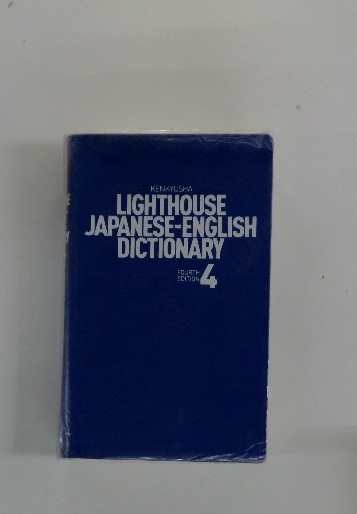 KENKYUSHA
LIGHTHOUSE
JAPANESE-ENGLISH
DICTIONARY
FOURTH
EDITION 4